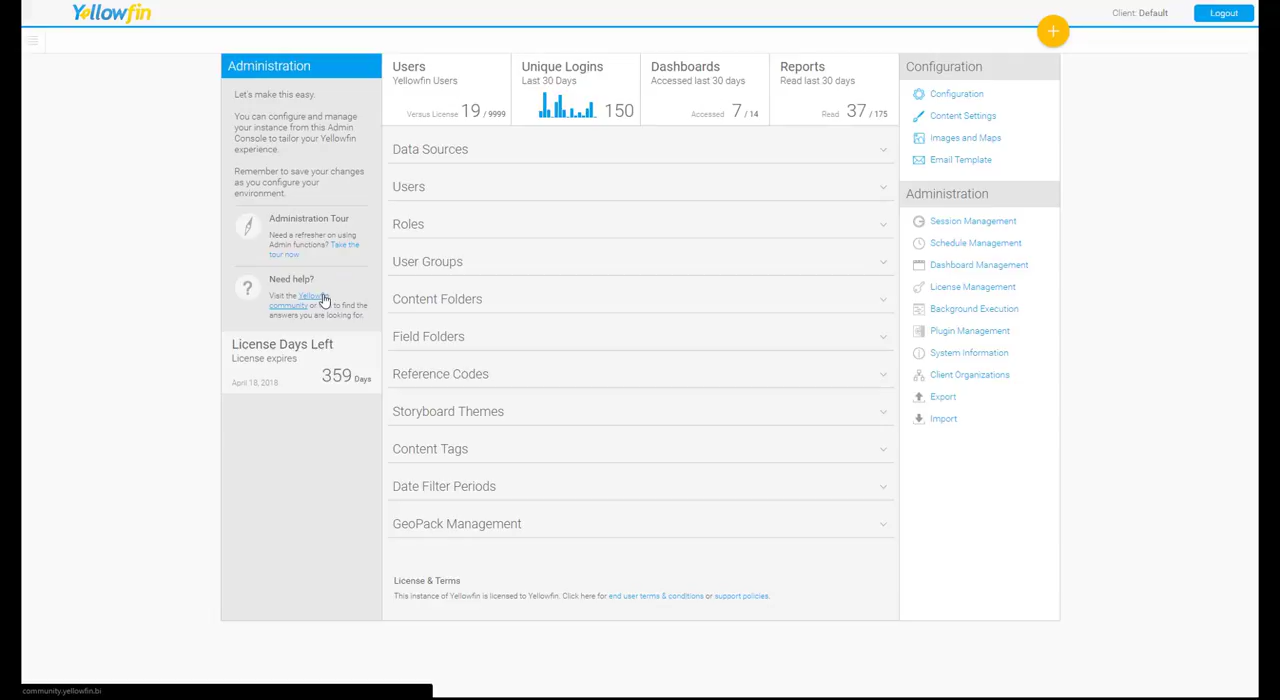 Yellowfin
Client: Default
Logout
Administration
Let's make this easy.
You can configure and manage
your instance from this Admin
Console to tailor your Yellowfin
experience.
Remember to save your changes
as you configure your
environment.
Administration Tour
Need a refresher on using
Admin functions? Take the
tour now
Need help?
Visit the Yellowfin
community or to find the
answers you are looking for.
License Days Left
License expires
April 18, 2018
359 Days
Users
Yellowfin Users
Versus License 19 / 9999
Unique Logins
Last 30 Days
150
Dashboards
Accessed last 30 days
Accessed 7 / 14
Reports
Read last 30 days
Read 37 / 175
Data Sources
Users
Roles
User Groups
Content Folders
Field Folders
Reference Codes
Storyboard Themes
Content Tags
Date Filter Periods
GeoPack Management
License & Terms
This instance of Yellowfin is licensed to Yellowfin. Click here for end user terms & conditions or support policies.
Configuration
Configuration
Content Settings
Images and Maps
Email Template
Administration
Session Management
Schedule Management
Dashboard Management
License Management
Background Execution
Plugin Management
System Information
Client Organizations
Export
Import
community.yellowfin.bi